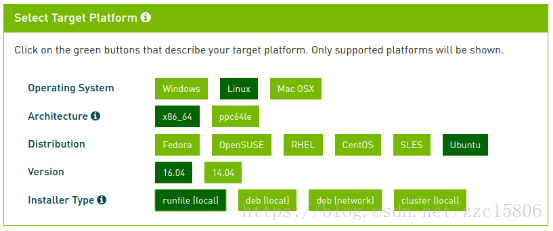 Select Target Platform
Click on the green buttons that describe your target platform. Only supported platforms will be shown.
Operating System Windows Linux Mac OSX
Architecture x86_64 ppc64le
Distribution Fedora OpenSUSE RHEL CentOS SLES Ubuntu
Version 16.04 14.04
Installer Type runfile (local) deb (local) deb (network) cluster (local)
https://blog.csdn.net/zzc15806